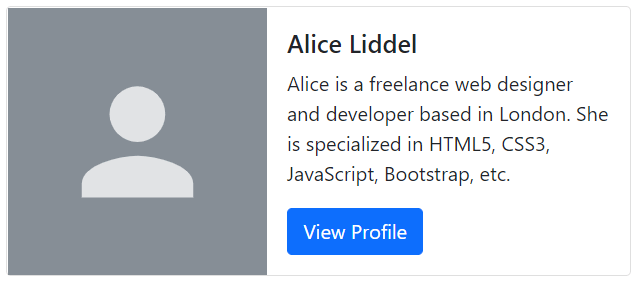 Alice Liddel
Alice is a freelance web designer
and developer based in London. She
is specialized in HTML5, CSS3,
JavaScript, Bootstrap, etc.
View Profile